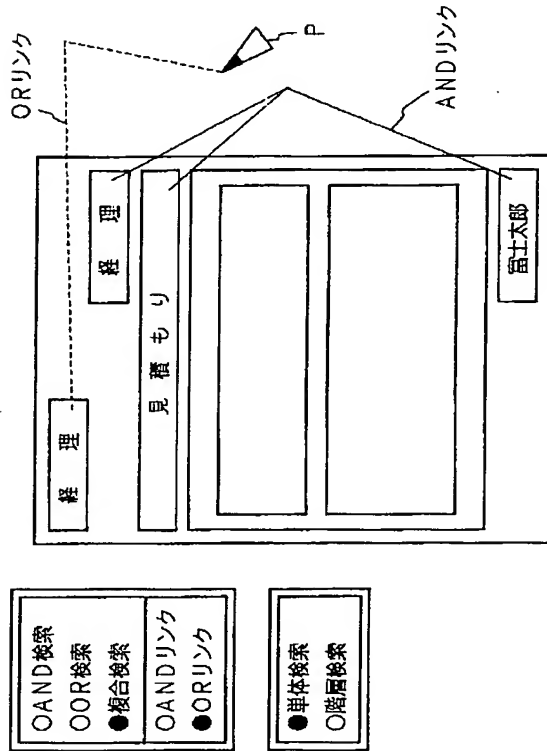 ○AND検索
○OR検索
●複合検索
○ANDリンク
●ORリンク
●単体検索
○階層検索
経 理
経 理
見 積 も り
富士太郎
ORリンク
P
ANDリンク